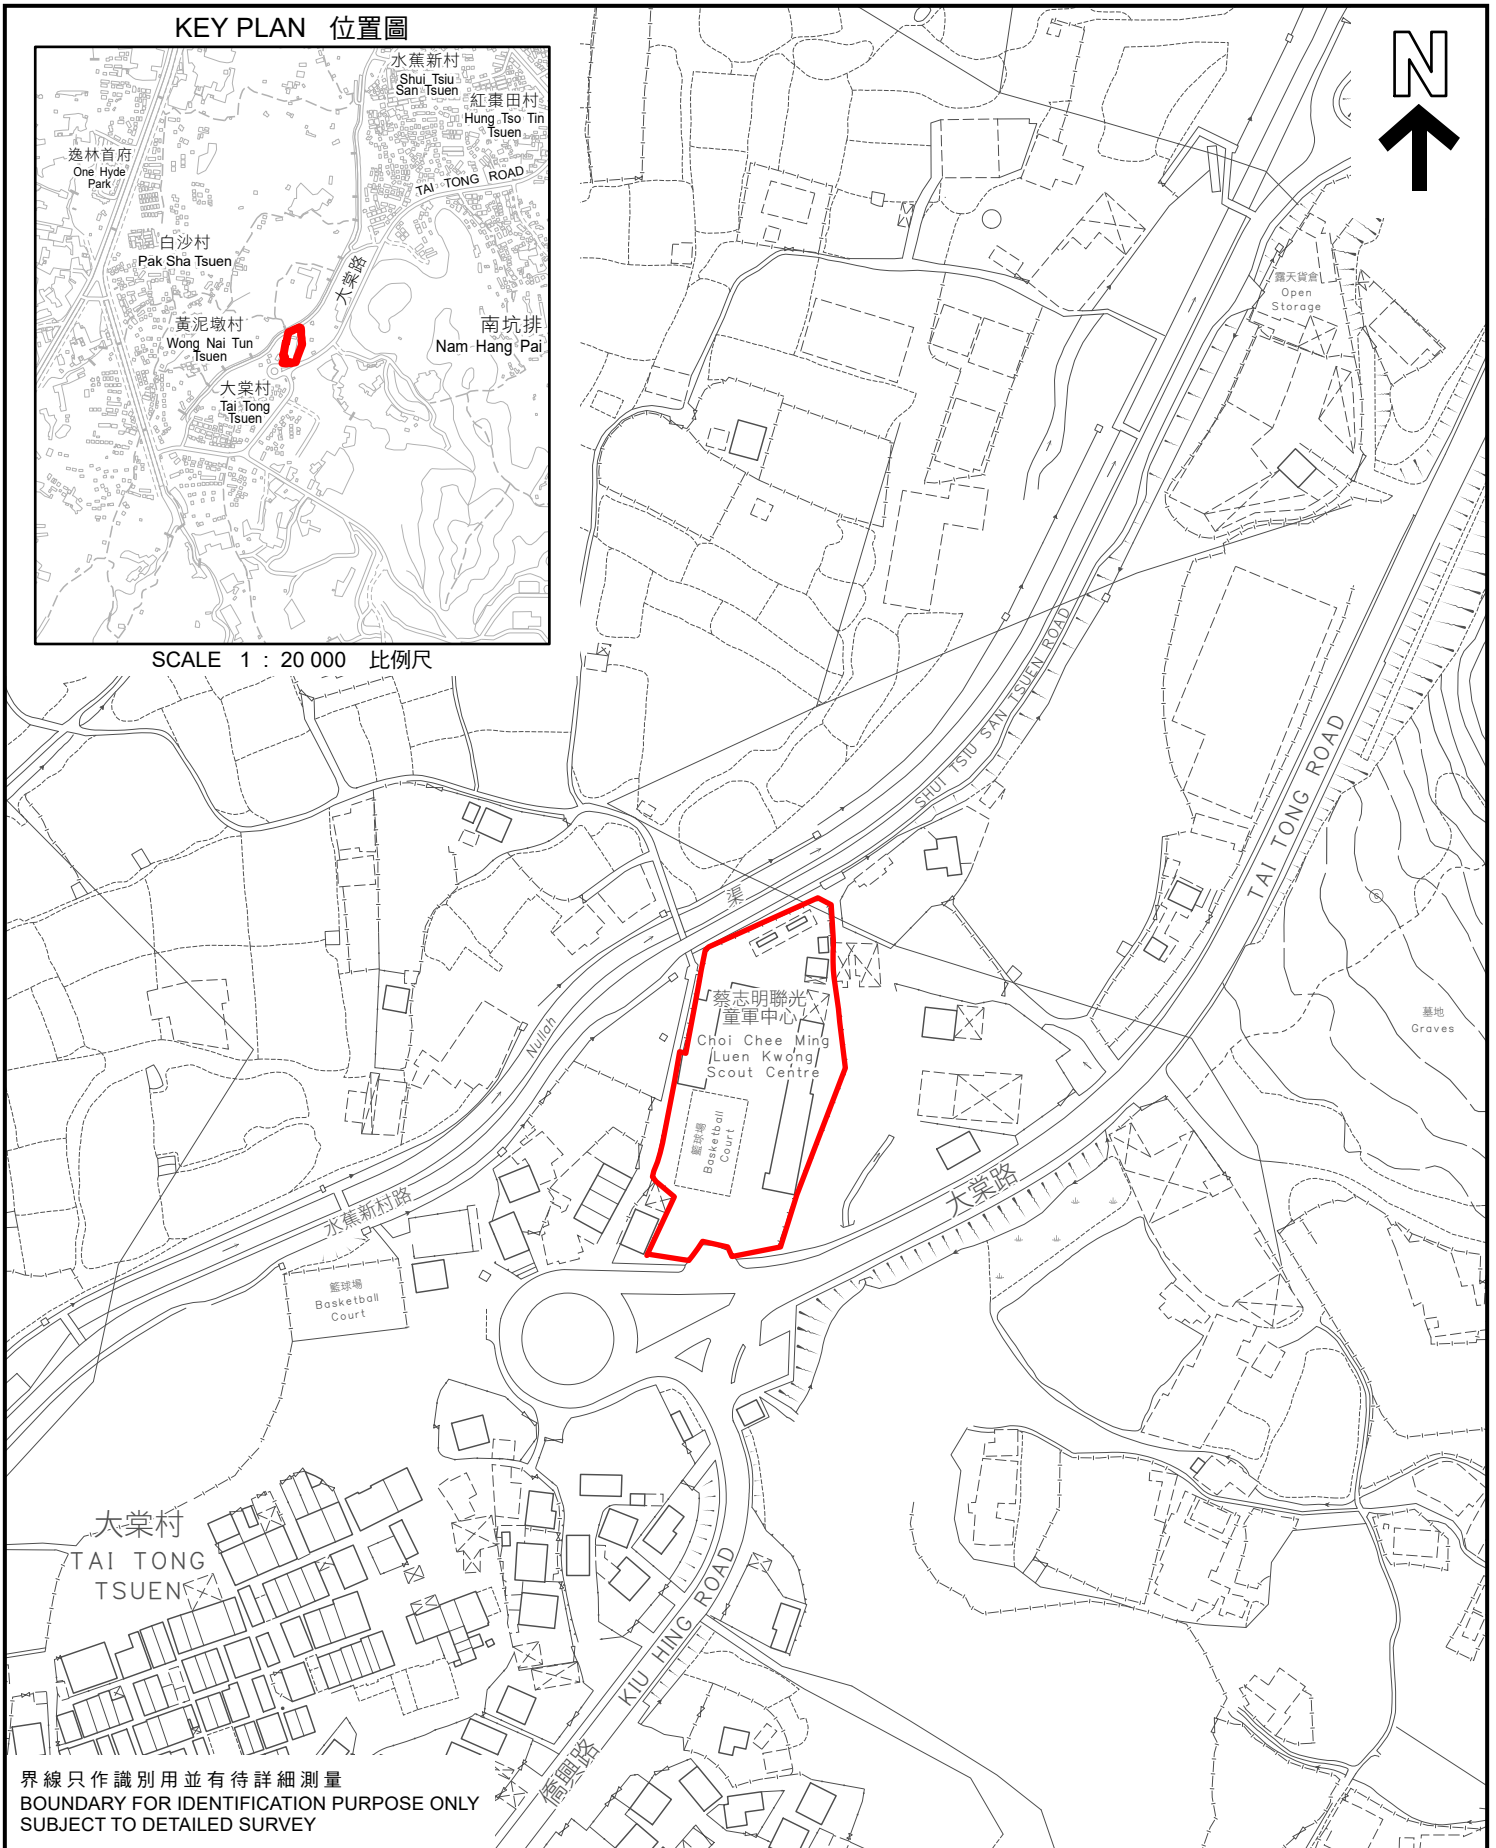 KEY PLAN 位置圖
水蕉新村
Shui Tsiu
San Tsuen
紅棗田村
Hung Tso Tin
Tsuen
逸林首府
One Hyde
Park
TAI TONG ROAD
白沙村
Pak Sha Tsuen
大棠路
黃泥墩村
Wong Nai Tun
Tsuen
南坑排
Nam Hang Pai
大棠村
Tai Tong
Tsuen
SCALE 1 : 20 000 比例尺
N
露天貨倉
Open
Storage
SHUI TSIU SAN TSUEN ROAD
TAI TONG ROAD
渠
Nullah
蔡志明聯光
童軍中心
Choi Chee Ming
Luen Kwong
Scout Centre
籃球場
Basketball
Court
墓地
Graves
大棠路
水蕉新村路
籃球場
Basketball
Court
大棠村
TAI TONG
TSUEN
KIU HING ROAD
僑興路
界線只作識別用並有待詳細測量
BOUNDARY FOR IDENTIFICATION PURPOSE ONLY
SUBJECT TO DETAILED SURVEY